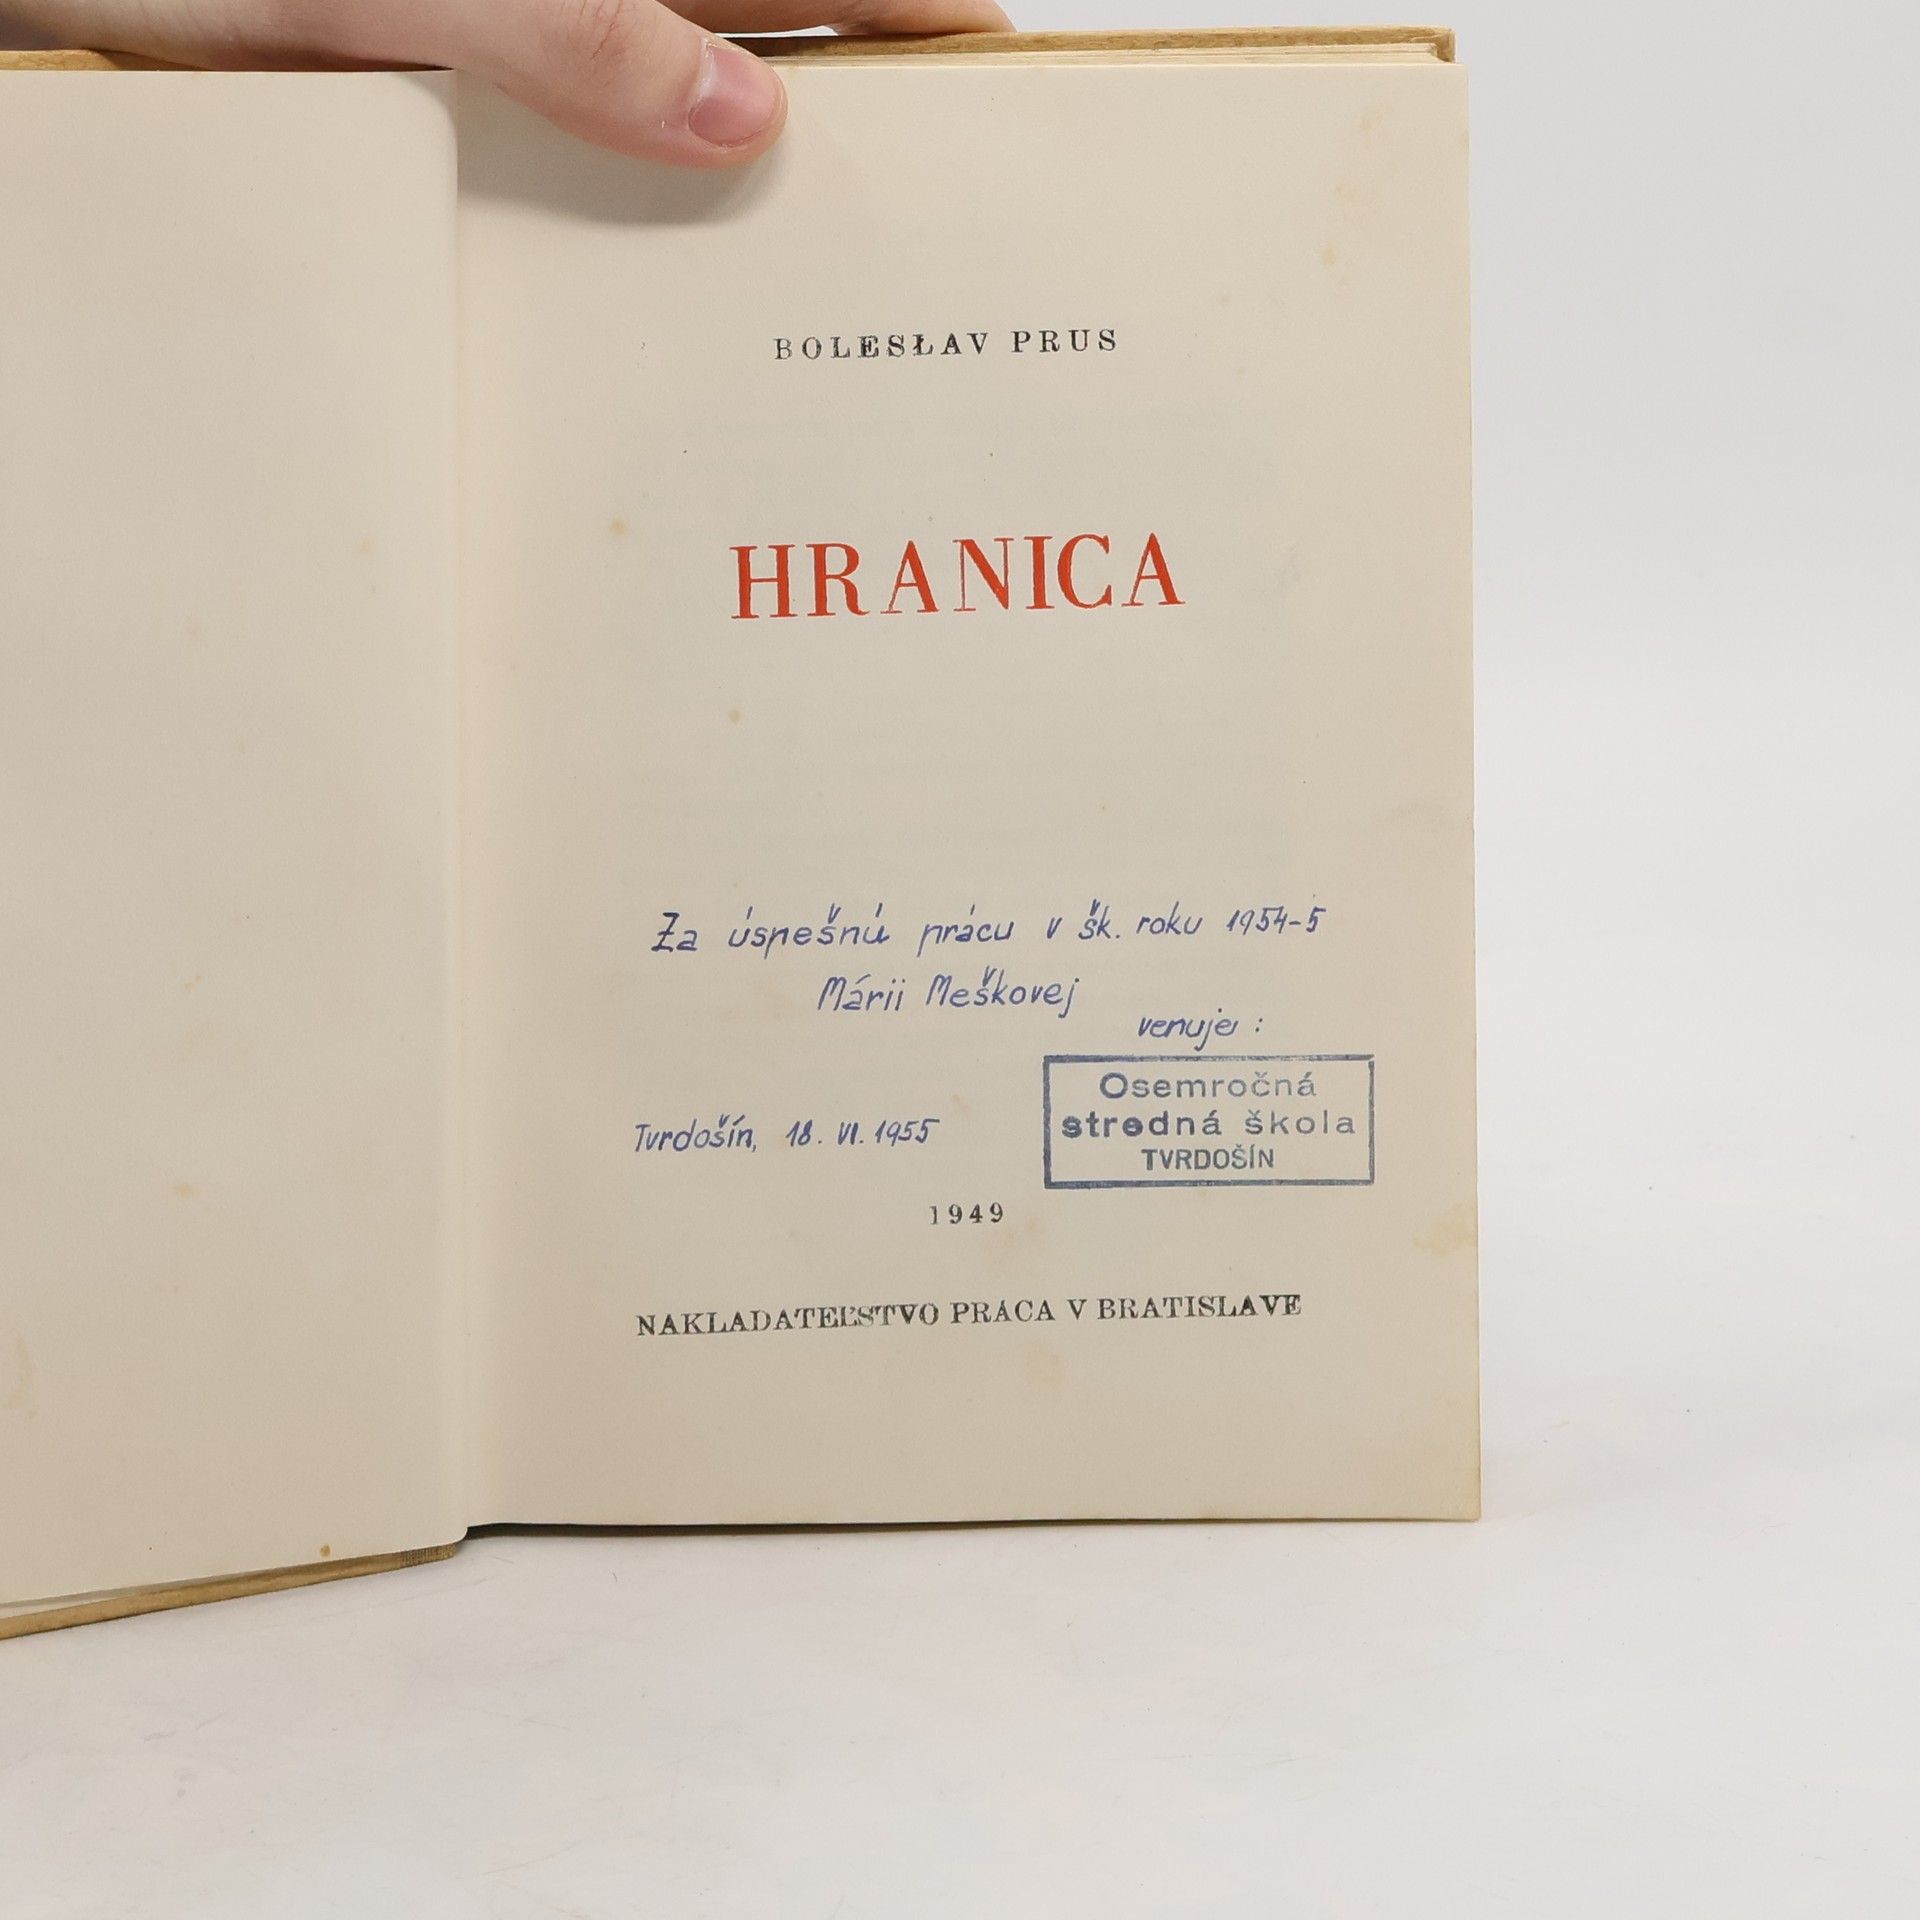 BOLESŁAV PRUS
HRANICA
Za úspešnú prácu v šk. roku 1954-5
Márii Meškovej
venuje:
Osemročná
stredná škola
TVRDOŠÍN
Tvrdošín, 18. VI. 1955
1949
NAKLADATEĽSTVO PRÁCA V BRATISLAVE